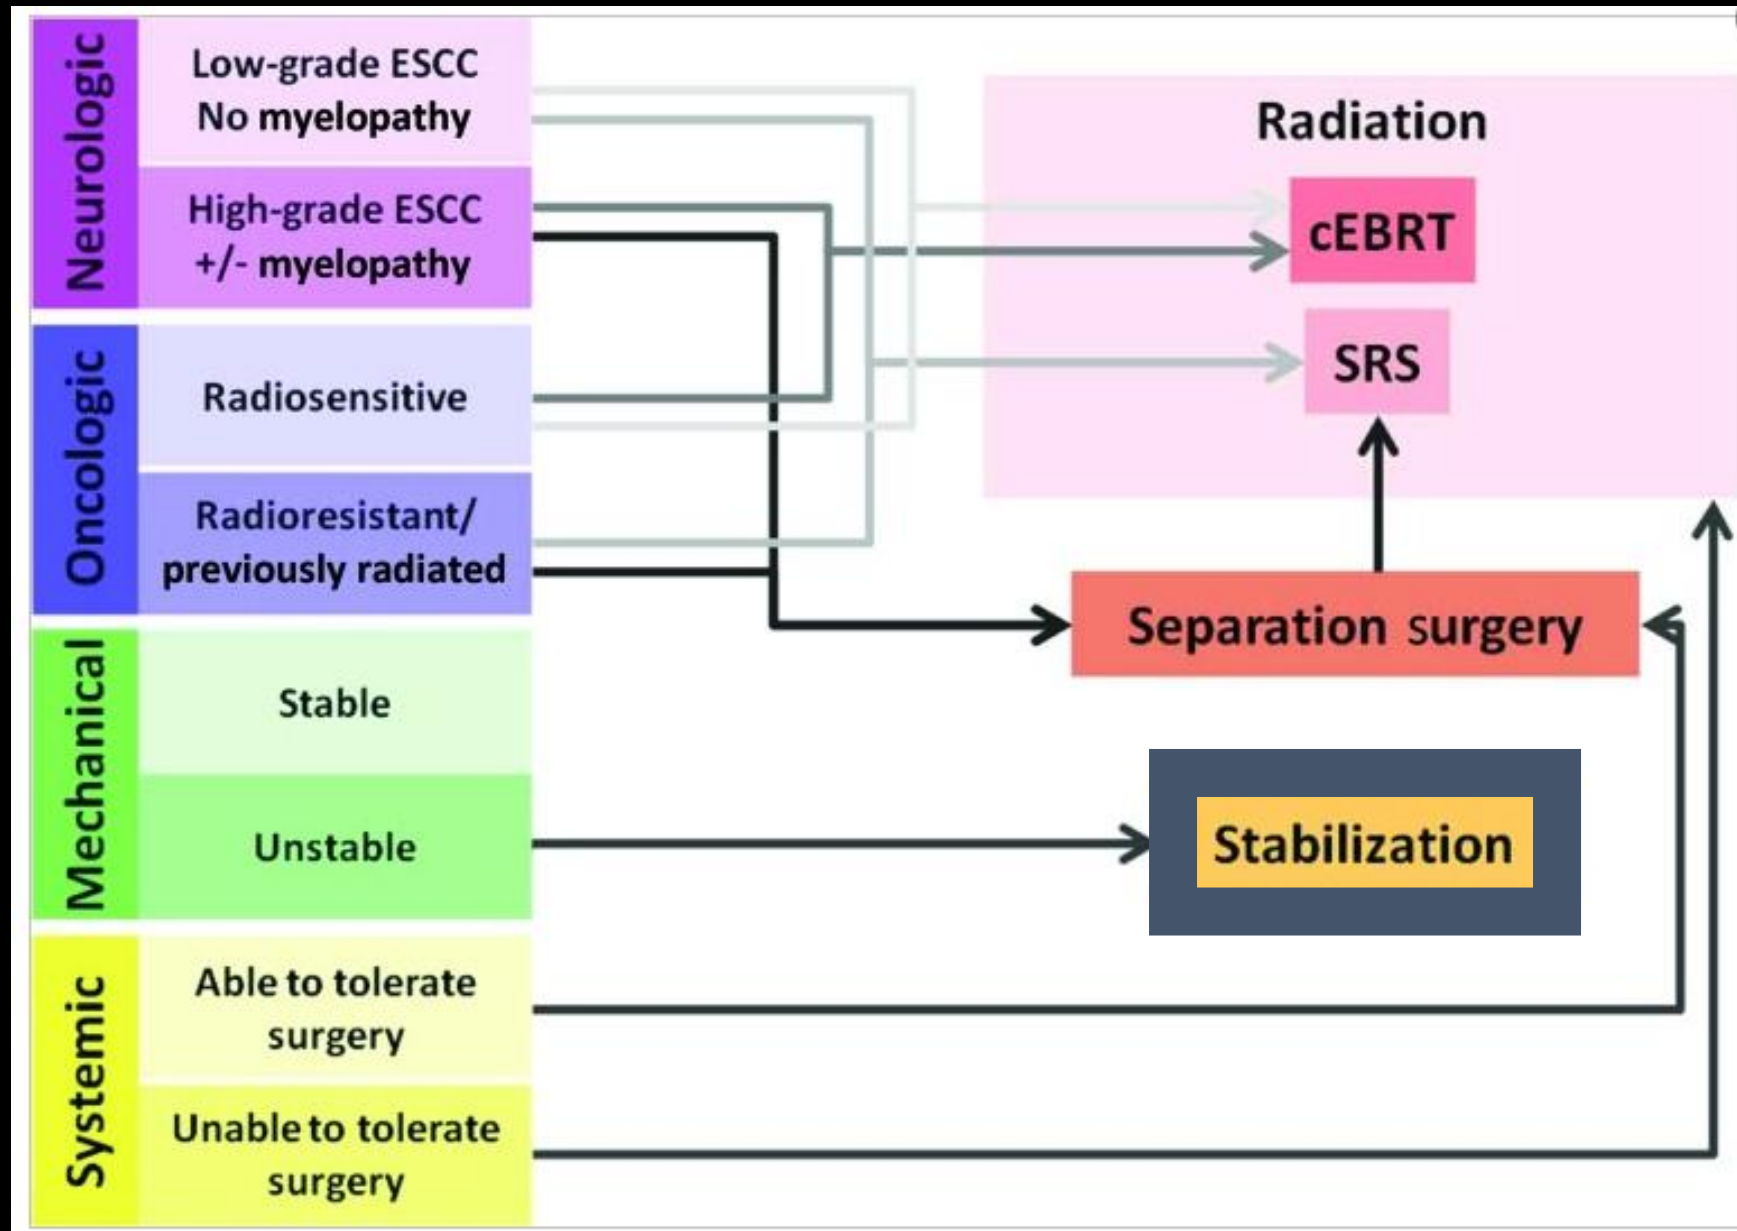 Neurologic
Low-grade ESCC
No myelopathy
High-grade ESCC
+/- myelopathy
Oncologic
Radiosensitive
Radioresistant/
previously radiated
Mechanical
Stable
Unstable
Systemic
Able to tolerate
surgery
Unable to tolerate
surgery
Radiation
cEBRT
SRS
Separation surgery
Stabilization